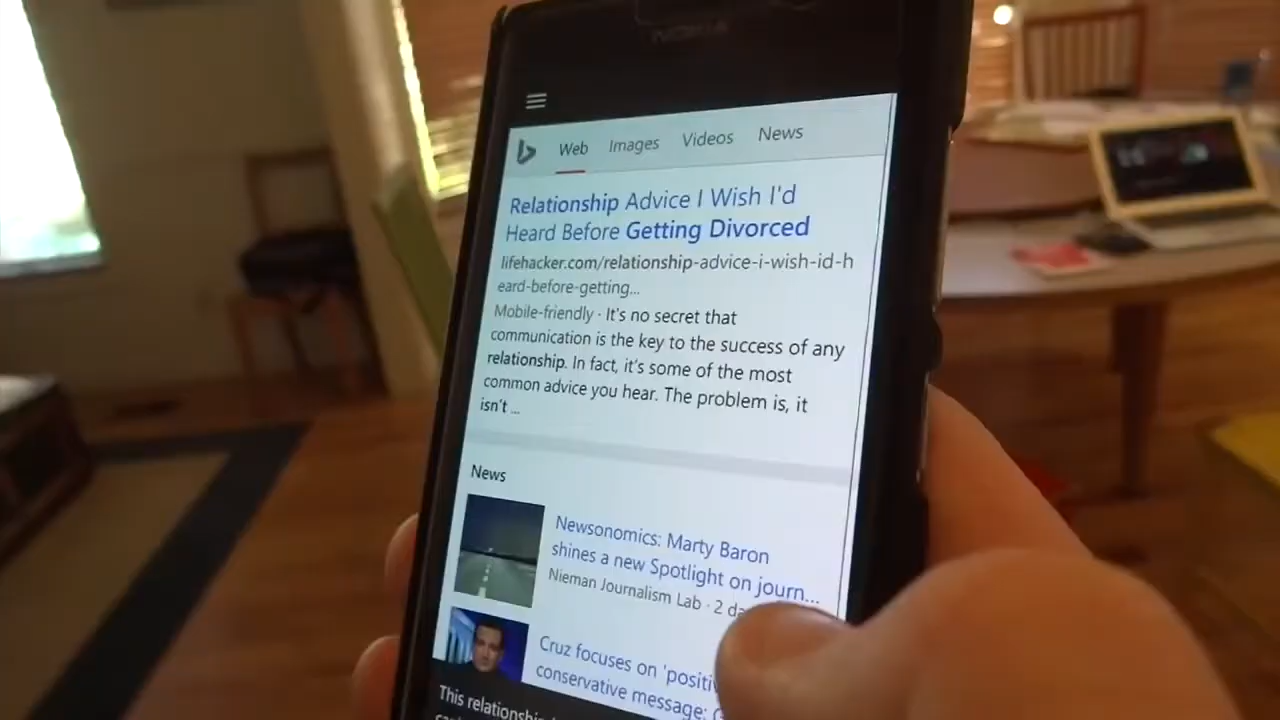 NOKIA
Web Images Videos News
Relationship Advice I Wish I'd
Heard Before Getting Divorced
lifehacker.com/relationship-advice-i-wish-id-h
eard-before-getting...
Mobile-friendly · It's no secret that
communication is the key to the success of any
relationship. In fact, it's some of the most
common advice you hear. The problem is, it
isn't ...
News
Newsonomics: Marty Baron
shines a new Spotlight on journ...
Nieman Journalism Lab · 2 da
Cruz focuses on 'positiv
conservative message:
This relationship